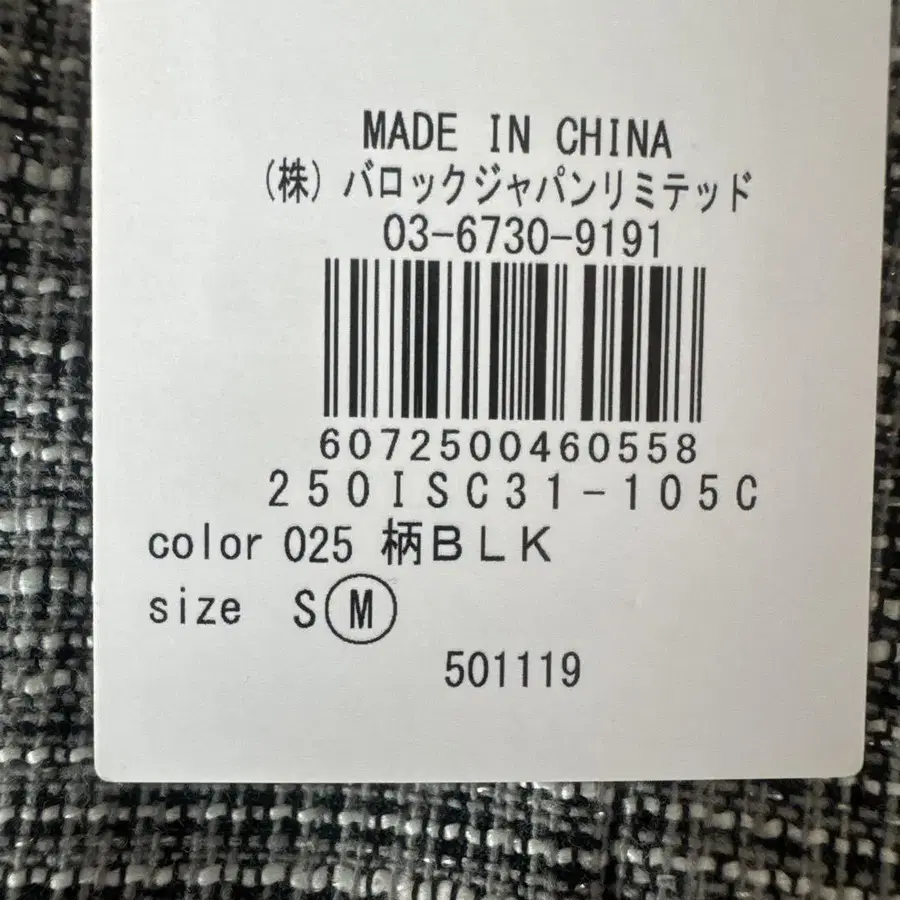 MADE IN CHINA
(株) バロックジャパンリミテッド
03-6730-9191
6072500460558
250ISC31-105C
color 025 柄BLK
size S M
501119